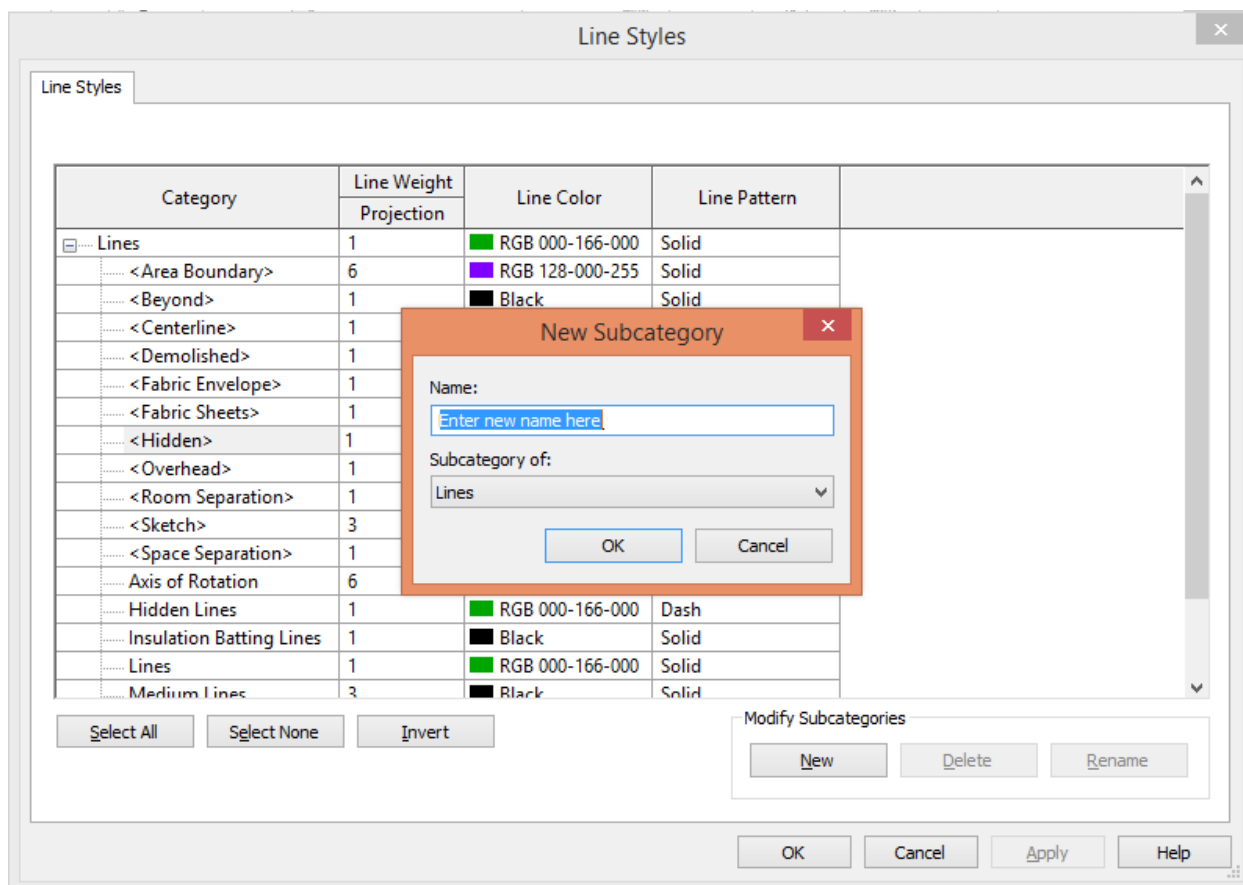 Line Styles
Line Styles
Category Line Weight Line Color Line Pattern
Projection
Lines 1 RGB 000-166-000 Solid
<Area Boundary> 6 RGB 128-000-255 Solid
<Beyond> 1 Black Solid
<Centerline> 1
<Demolished> 1
<Fabric Envelope> 1
<Fabric Sheets> 1
<Hidden> 1
<Overhead> 1
<Room Separation> 1
<Sketch> 3
<Space Separation> 1
Axis of Rotation 6
Hidden Lines 1 RGB 000-166-000 Dash
Insulation Batting Lines 1 Black Solid
Lines 1 RGB 000-166-000 Solid
Medium Lines 3 Black Solid
New Subcategory
Name:
Enter new name here
Subcategory of:
Lines
OK Cancel
Select All Select None Invert
Modify Subcategories
New Delete Rename
OK Cancel Apply Help